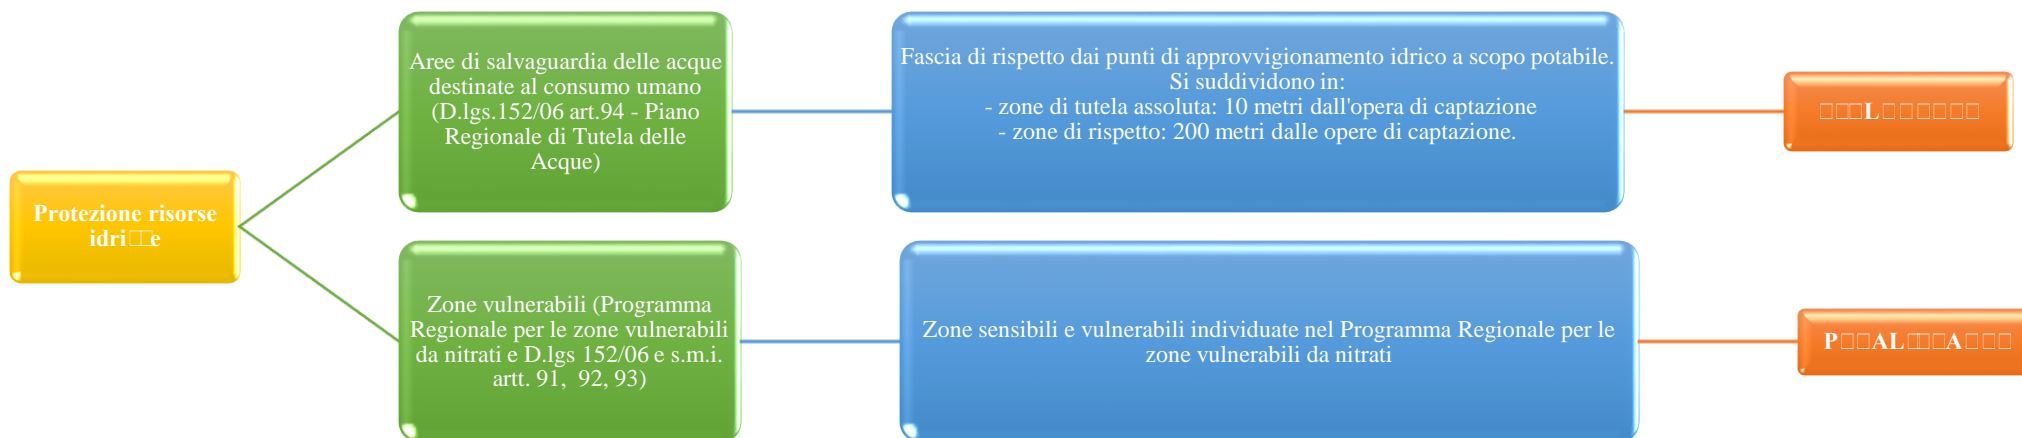 Aree di salvaguardia delle acque
destinate al consumo umano
(D.lgs.152/06 art.94 - Piano
Regionale di Tutela delle
Acque)
Fascia di rispetto dai punti di approvvigionamento idrico a scopo potabile.
Si suddividono in:
- zone di tutela assoluta: 10 metri dall'opera di captazione
- zone di rispetto: 200 metri dalle opere di captazione.
Protezione risorse
Zone vulnerabili (Programma
Regionale per le zone vulnerabili
da nitrati e D.lgs 152/06 e s.m.i.
artt. 91, 92, 93)
Zone sensibili e vulnerabili individuate nel Programma Regionale per le
zone vulnerabili da nitrati